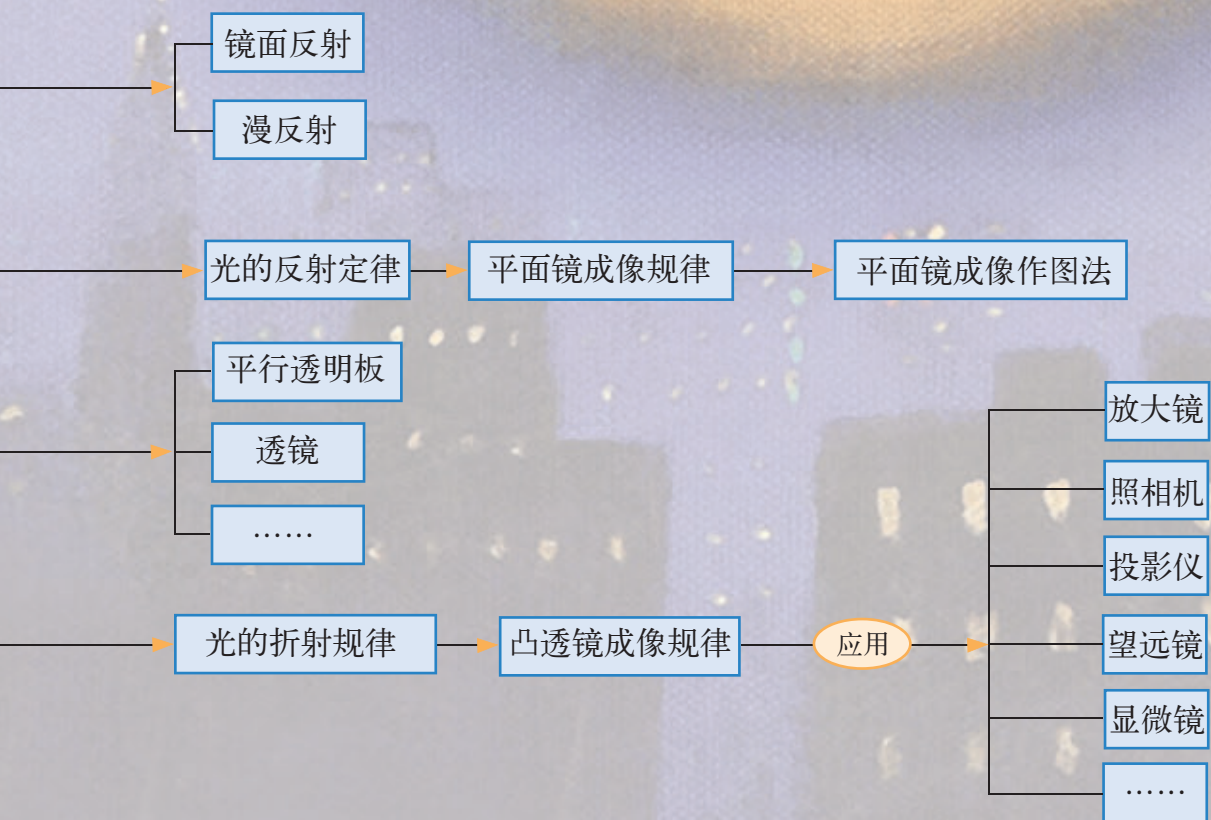 镜面反射
漫反射
光的反射定律
平面镜成像规律
平面镜成像作图法
平行透明板
透镜
……
光的折射规律
凸透镜成像规律
应用
放大镜
照相机
投影仪
望远镜
显微镜
……